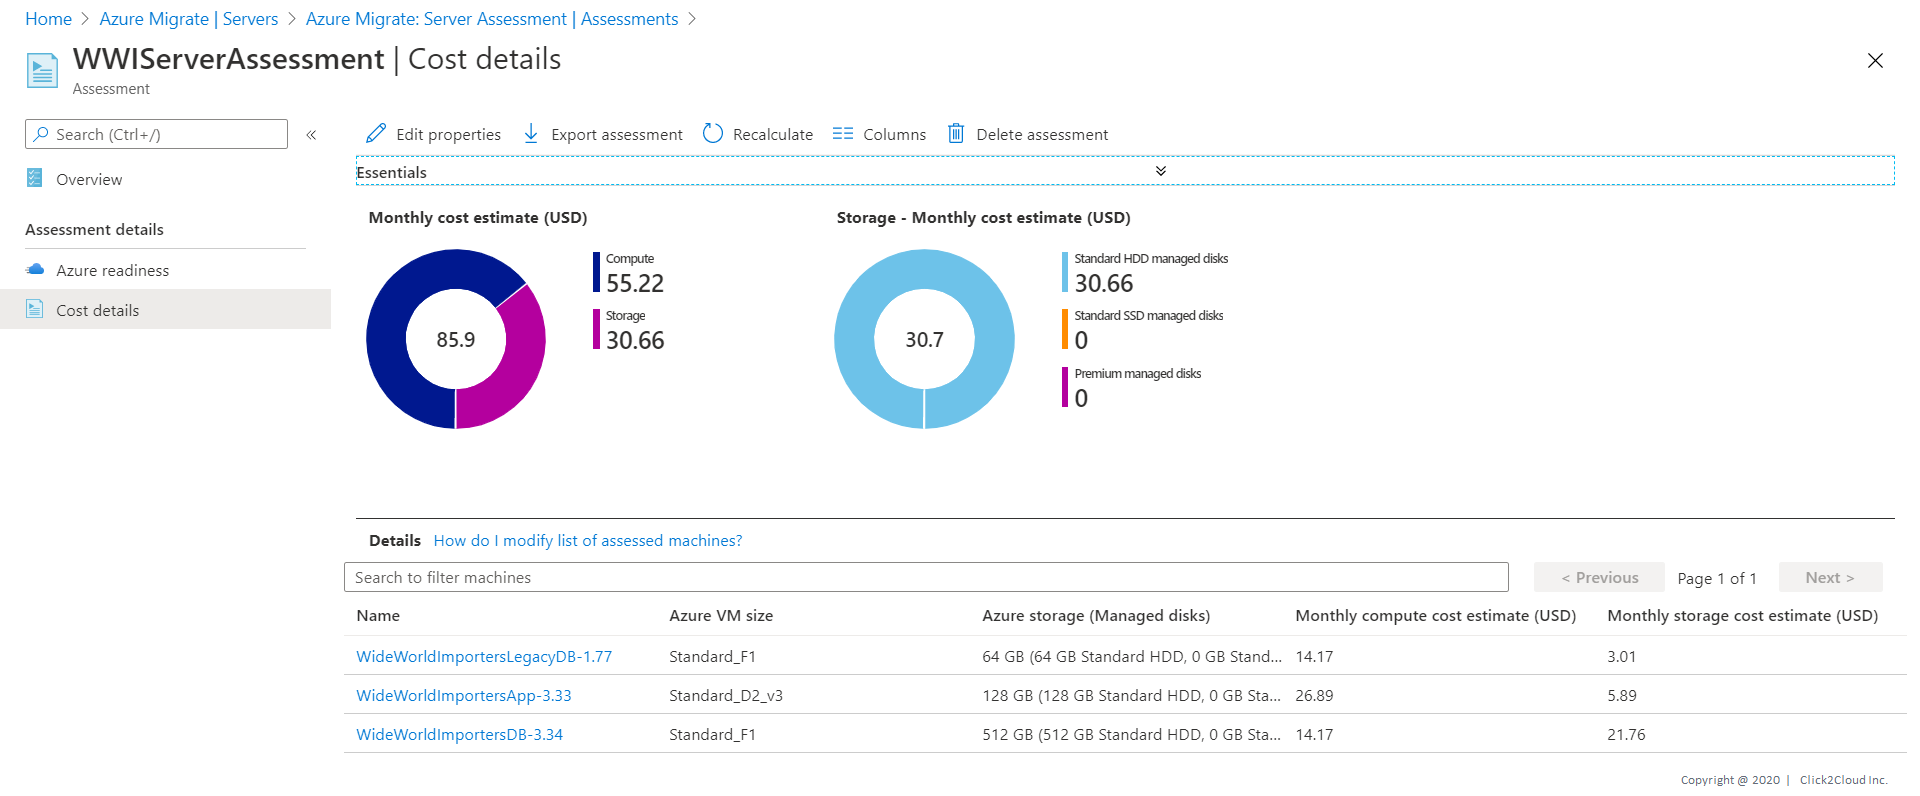 Home > Azure Migrate | Servers > Azure Migrate: Server Assessment | Assessments >
WWIServerAssessment | Cost details
Assessment
Search (Ctrl+/) «
Overview
Assessment details
Azure readiness
Cost details
Edit properties Export assessment Recalculate Columns Delete assessment
Essentials
Monthly cost estimate (USD)
85.9
Compute
55.22
Storage
30.66
Storage - Monthly cost estimate (USD)
30.7
Standard HDD managed disks
30.66
Standard SSD managed disks
0
Premium managed disks
0
Details How do I modify list of assessed machines?
Search to filter machines < Previous Page 1 of 1 Next >
Name Azure VM size Azure storage (Managed disks) Monthly compute cost estimate (USD) Monthly storage cost estimate (USD)
WideWorldImportersLegacyDB-1.77 Standard_F1 64 GB (64 GB Standard HDD, 0 GB Stand... 14.17 3.01
WideWorldImportersApp-3.33 Standard_D2_v3 128 GB (128 GB Standard HDD, 0 GB Sta... 26.89 5.89
WideWorldImportersDB-3.34 Standard_F1 512 GB (512 GB Standard HDD, 0 GB Sta... 14.17 21.76
Copyright @ 2020 | Click2Cloud Inc.